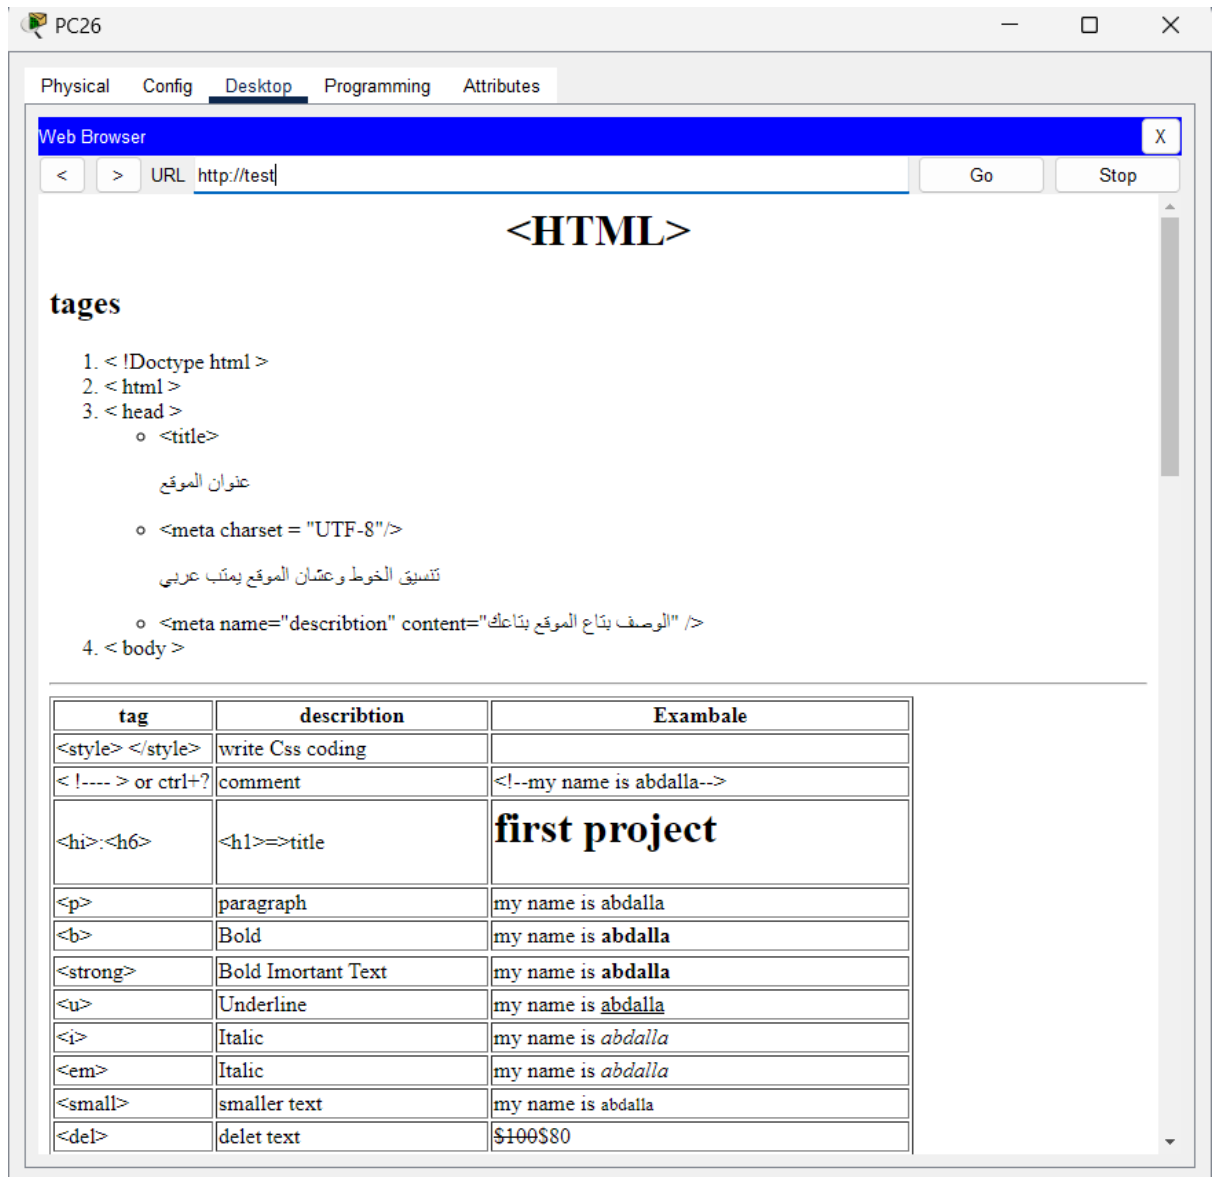 PC26
Physical Config Desktop Programming Attributes
Web Browser X
< > URL http://test Go Stop
<HTML>
tages
1. < !Doctype html >
2. < html >
3. < head >
<title>
عنوان الموقع
<meta charset = "UTF-8"/>
تنسيق الخوط وعشان الموقع يمتب عربي
<meta name="describtion" content="الوصف بتاع الموقع بتاعك" />
4. < body >
tag describtion Exambale
<style> </style> write Css coding
< !---- > or ctrl+? comment <!--my name is abdalla-->
<hi>:<h6> <h1>=>title first project
<p> paragraph my name is abdalla
<b> Bold my name is abdalla
<strong> Bold Imortant Text my name is abdalla
<u> Underline my name is abdalla
<i> Italic my name is abdalla
<em> Italic my name is abdalla
<small> smaller text my name is abdalla
<del> delet text $100$80